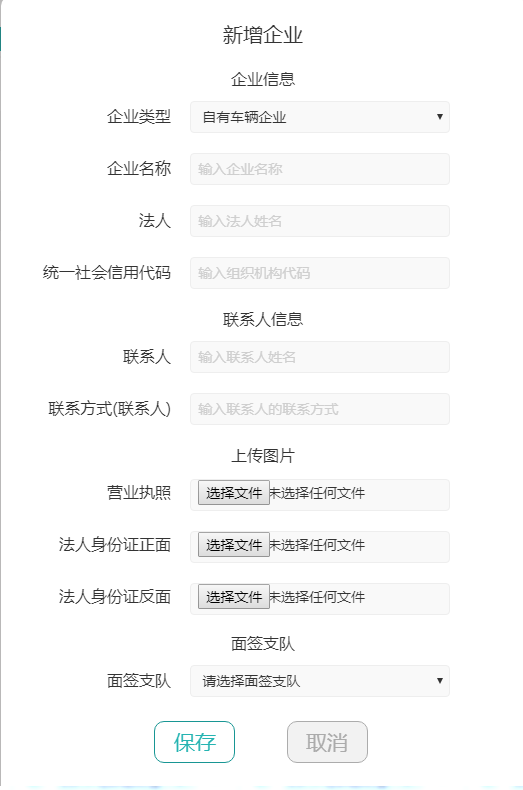 新增企业
企业信息
企业类型 自有车辆企业
企业名称 输入企业名称
法人 输入法人姓名
统一社会信用代码 输入组织机构代码
联系人信息
联系人 输入联系人姓名
联系方式(联系人) 输入联系人的联系方式
上传图片
营业执照 选择文件 未选择任何文件
法人身份证正面 选择文件 未选择任何文件
法人身份证反面 选择文件 未选择任何文件
面签支队
面签支队 请选择面签支队
保存 取消